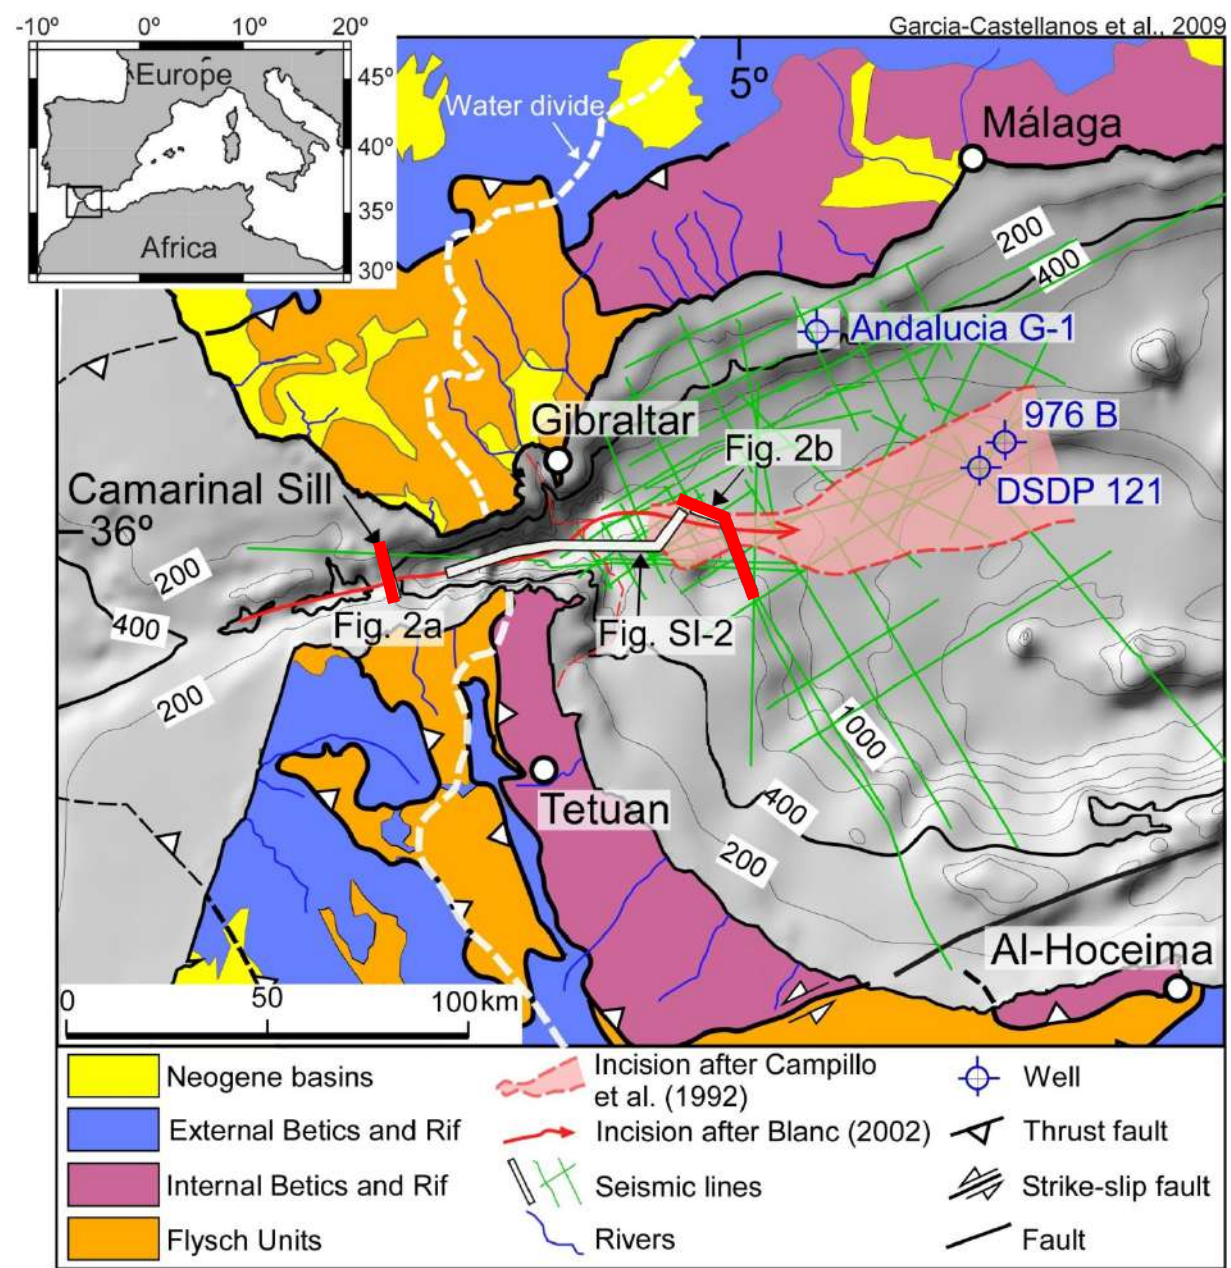 Garcia-Castellanos et al., 2009
-10º 0º 10º 20º
Europe
45º
40º
35º
30º
Africa
5º
Water divide
Málaga
200
400
Andalucia G-1
Gibraltar
976 B
Fig. 2b
DSDP 121
Camarinal Sill
36º
200
400
Fig. 2a
Fig. SI-2
200
1000
Tetuan
400
200
Al-Hoceima
0 50 100km
Neogene basins
External Betics and Rif
Internal Betics and Rif
Flysch Units
Incision after Campillo
et al. (1992)
Incision after Blanc (2002)
Seismic lines
Rivers
Well
Thrust fault
Strike-slip fault
Fault